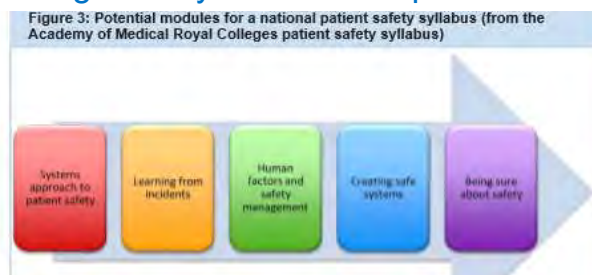 Figure 3: Potential modules for a national patient safety syllabus (from the
Academy of Medical Royal Colleges patient safety syllabus)
Systems
approach to
patient safety
Learning from
incidents
Human
factors and
safety
management
Creating safe
systems
Being sure
about safety